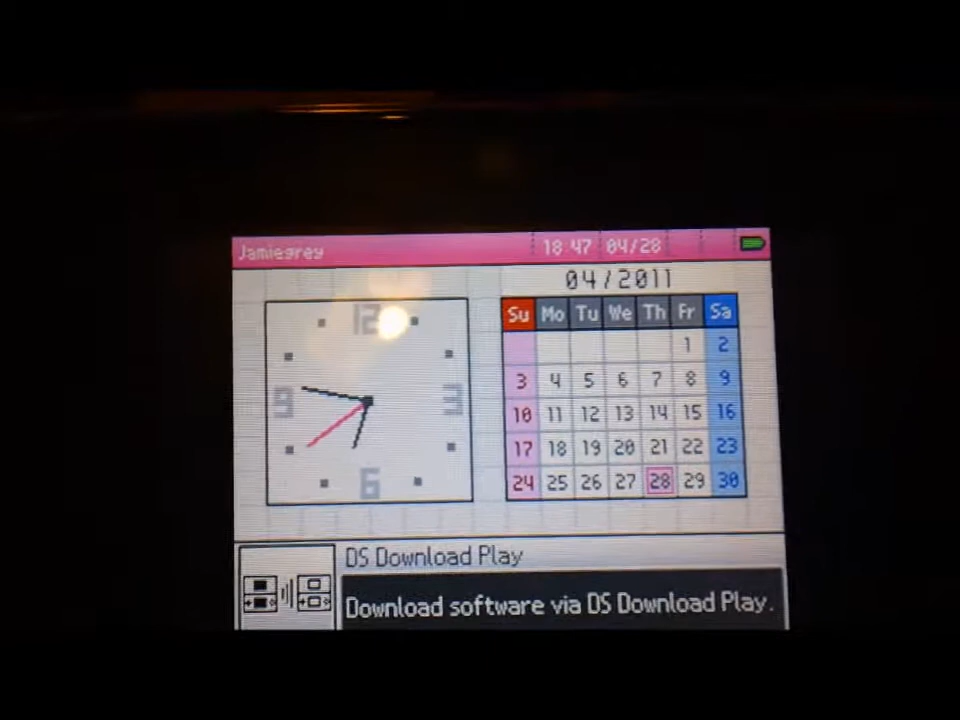 Jamiegrey 18:47 04/28
04/2011
12
3
6
9
Su Mo Tu We Th Fr Sa
1 2
3 4 5 6 7 8 9
10 11 12 13 14 15 16
17 18 19 20 21 22 23
24 25 26 27 28 29 30
DS Download Play
Download software via DS Download Play.